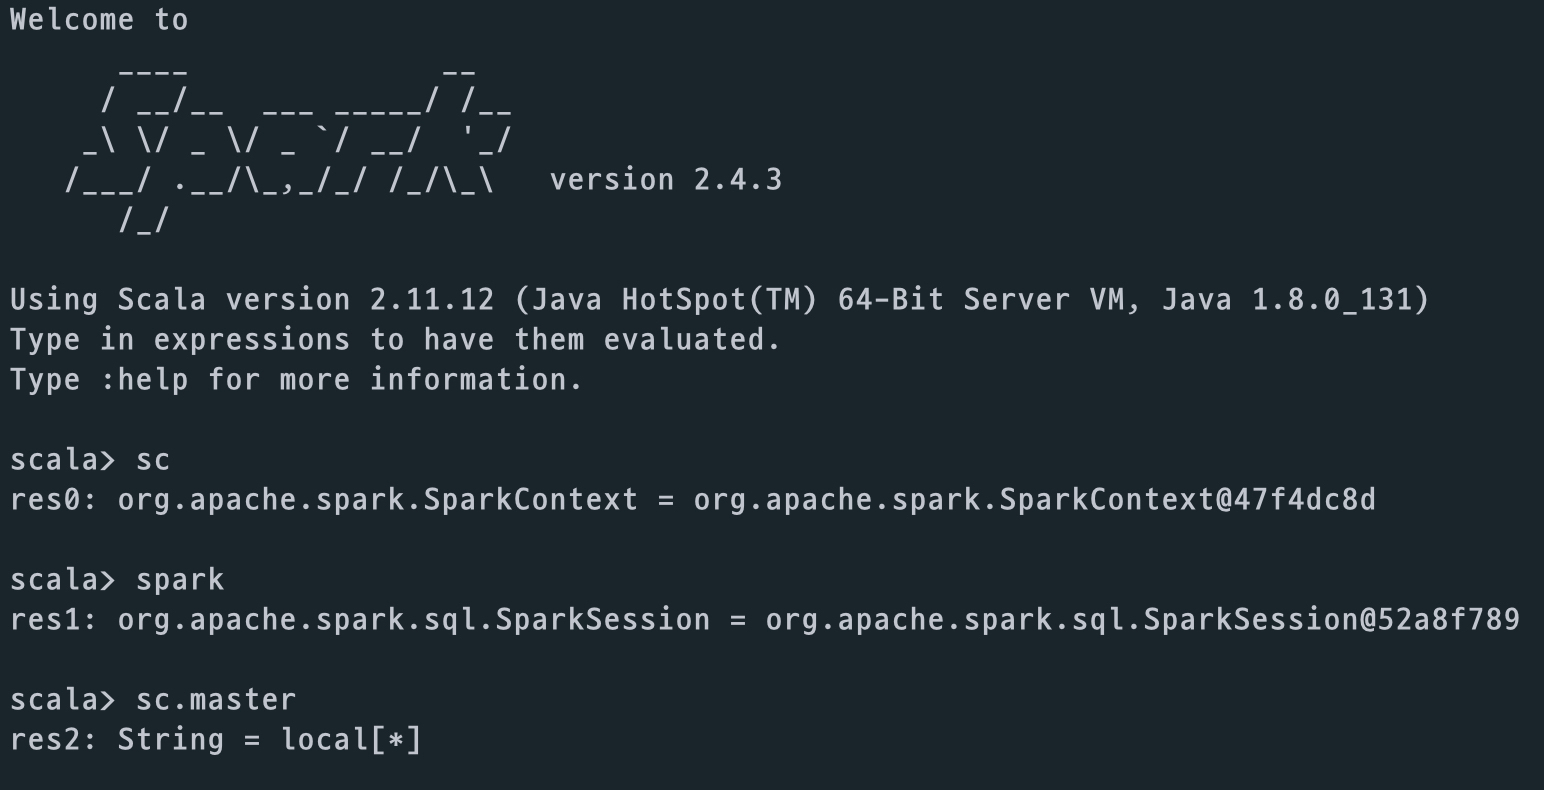 Welcome to
      ____              __
     / __/__  ___ _____/ /__
    _\ \/ _ \/ _ `/ __/  '_/
   /___/ .__/\_,_/_/ /_/\_\   version 2.4.3
      /_/
Using Scala version 2.11.12 (Java HotSpot(TM) 64-Bit Server VM, Java 1.8.0_131)
Type in expressions to have them evaluated.
Type :help for more information.
scala> sc
res0: org.apache.spark.SparkContext = org.apache.spark.SparkContext@47f4dc8d
scala> spark
res1: org.apache.spark.sql.SparkSession = org.apache.spark.sql.SparkSession@52a8f789
scala> sc.master
res2: String = local[*]